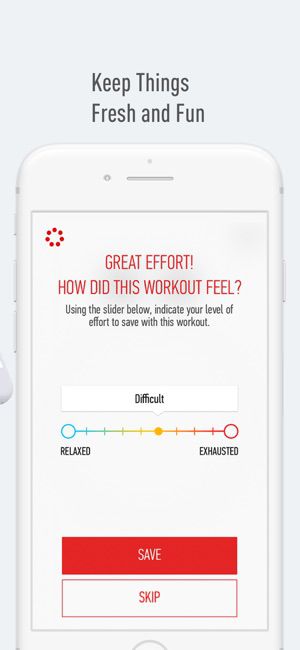 Keep Things
Fresh and Fun
GREAT EFFORT!
HOW DID THIS WORKOUT FEEL?
Using the slider below, indicate your level of
effort to save with this workout.
Difficult
RELAXED EXHAUSTED
SAVE
SKIP